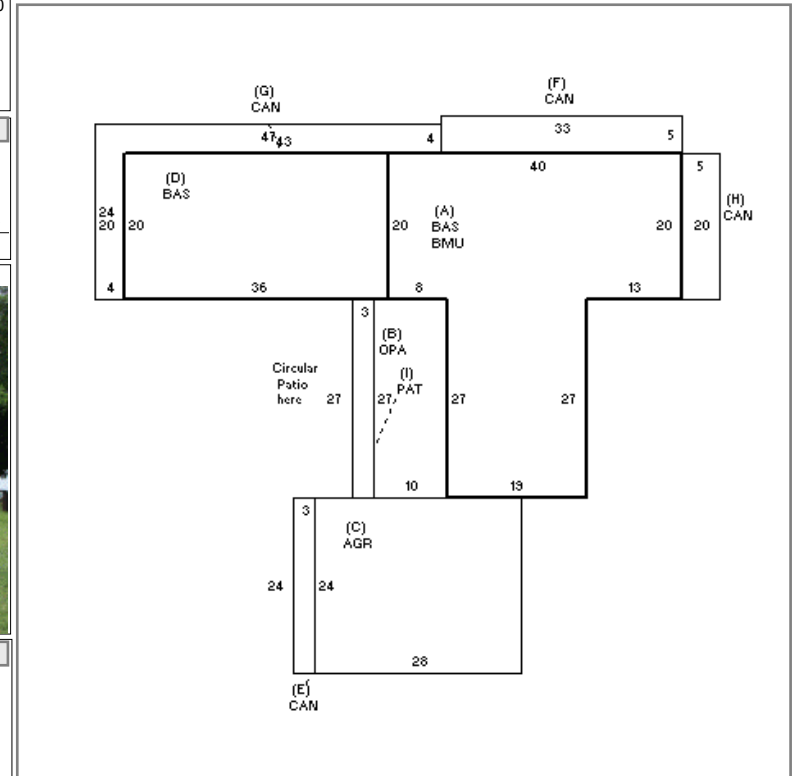 (G)
CAN
(F)
CAN
47
43
4
33
5
(D)
BAS
40
5
24
20
20
20
(A)
BAS
BMU
20
20
(H)
CAN
4
36
8
13
3
(B)
OPA
Circular
Patio
here
27
27
(I)
PAT
27
27
10
19
3
(C)
AGR
24
24
28
(E)
CAN